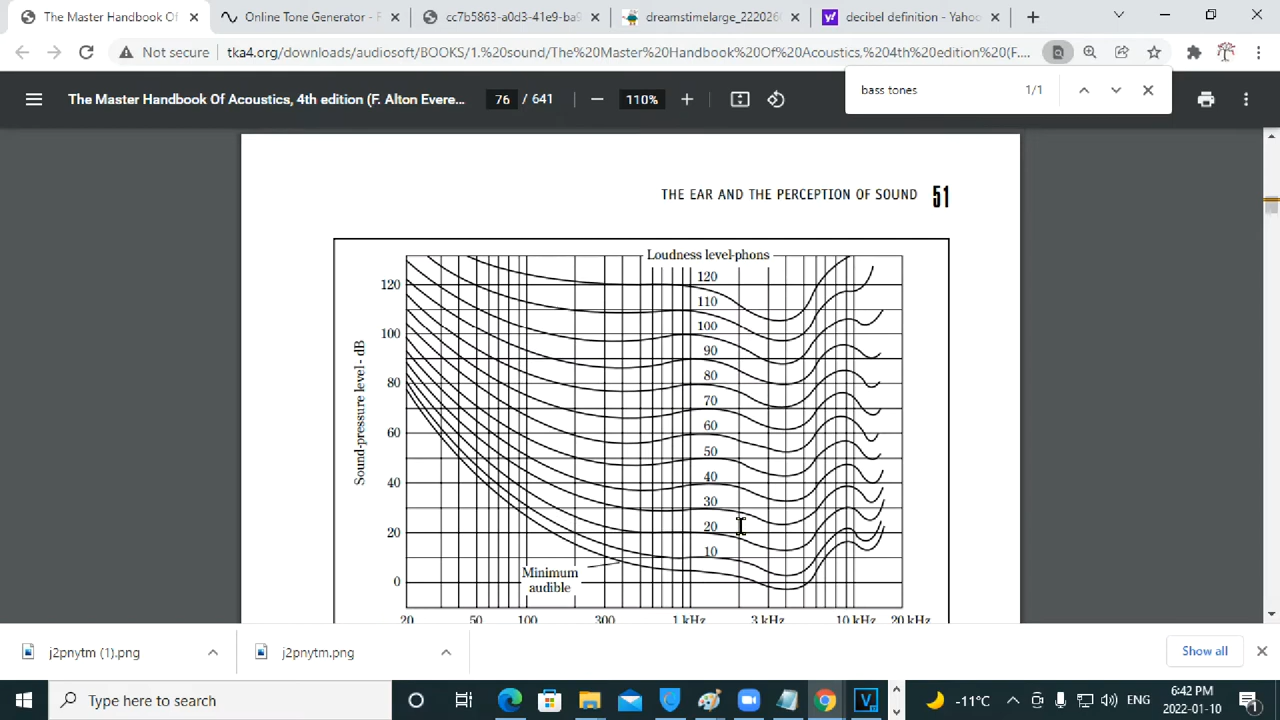 The Master Handbook Of
Online Tone Generator - F
cc7b5863-a0d3-41e9-
dreamstimelarge_222026
decibel definition - Yahoo
Not secure
tka4.org/downloads/audiosoft/BOOKS/1.%20sound/The%20Master%20Handbook%20Of%20Acoustics,%204th%20edition%20(F....
The Master Handbook Of Acoustics, 4th edition (F. Alton Evere...
76 / 641
110%
bass tones
1/1
THE EAR AND THE PERCEPTION OF SOUND 51
Loudness level-phons
120
110
100
90
80
70
60
50
40
30
20
10
Sound-pressure level - dB
120
100
80
60
40
20
0
Minimum
audible
20 50 100 300 1 kHz 3 kHz 10 kHz 20 kHz
j2pnytm (1).png
j2pnytm.png
Show all
Type here to search
-11°C
ENG
6:42 PM
2022-01-10
1